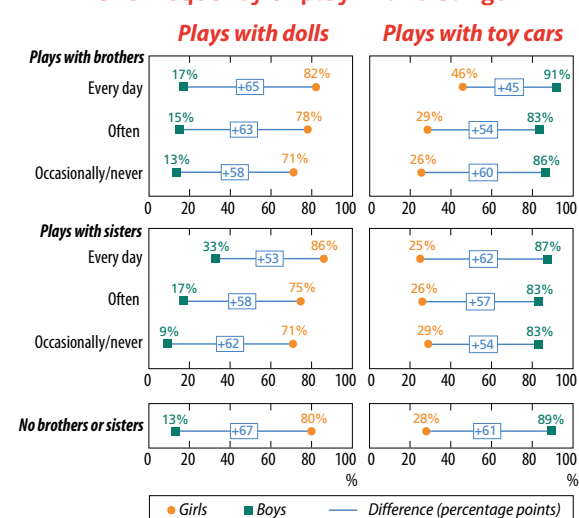 Plays with dolls Plays with toy cars
Plays with brothers
Every day 17% +65 82% 46% +45 91%
Often 15% +63 78% 29% +54 83%
Occasionally/never 13% +58 71% 26% +60 86%
0 20 40 60 80 100 0 20 40 60 80 100
Plays with sisters
Every day 33% +53 86% 25% +62 87%
Often 17% +58 75% 26% +57 83%
Occasionally/never 9% +62 71% 29% +54 83%
0 20 40 60 80 100 0 20 40 60 80 100
No brothers or sisters 13% +67 80% 28% +61 89%
0 20 40 60 80 100 0 20 40 60 80 100
% %
Girls Boys Difference (percentage points)